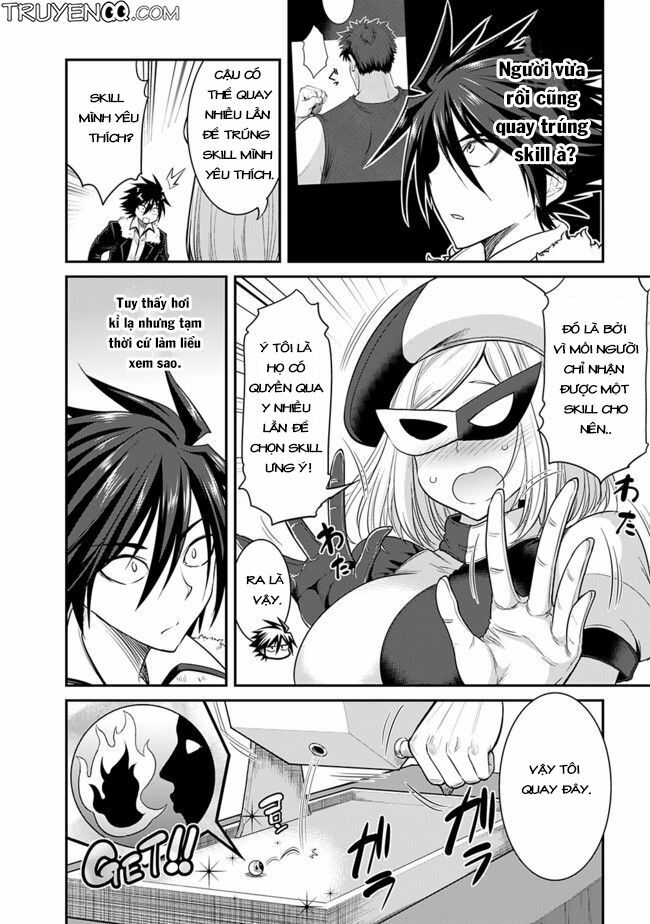 TRUYENQQ.COM
Người vừa
rồi cũng
quay trúng
skill à?
CẬU CÓ
THỂ QUAY
NHIỀU LẦN
ĐỂ TRÚNG
SKILL MÌNH
YÊU THÍCH.
SKILL
MÌNH YÊU
THÍCH?
ĐÓ LÀ BỞI
VÌ MỖI NGƯỜI
CHỈ NHẬN
ĐƯỢC MỘT
SKILL CHO
NÊN..
Ý TÔI LÀ
HỌ CÓ
QUYỀN QUA
Y NHIỀU
LẦN ĐỂ
CHỌN SKILL
ƯNG Ý!
わた
わた
RA LÀ
VẬY.
Tuy thấy hơi
kì lạ nhưng tạm
thời cứ làm liều
xem sao.
VẬY TÔI
QUAY ĐÂY.
ガラ
ガラ
コロ
GET!!